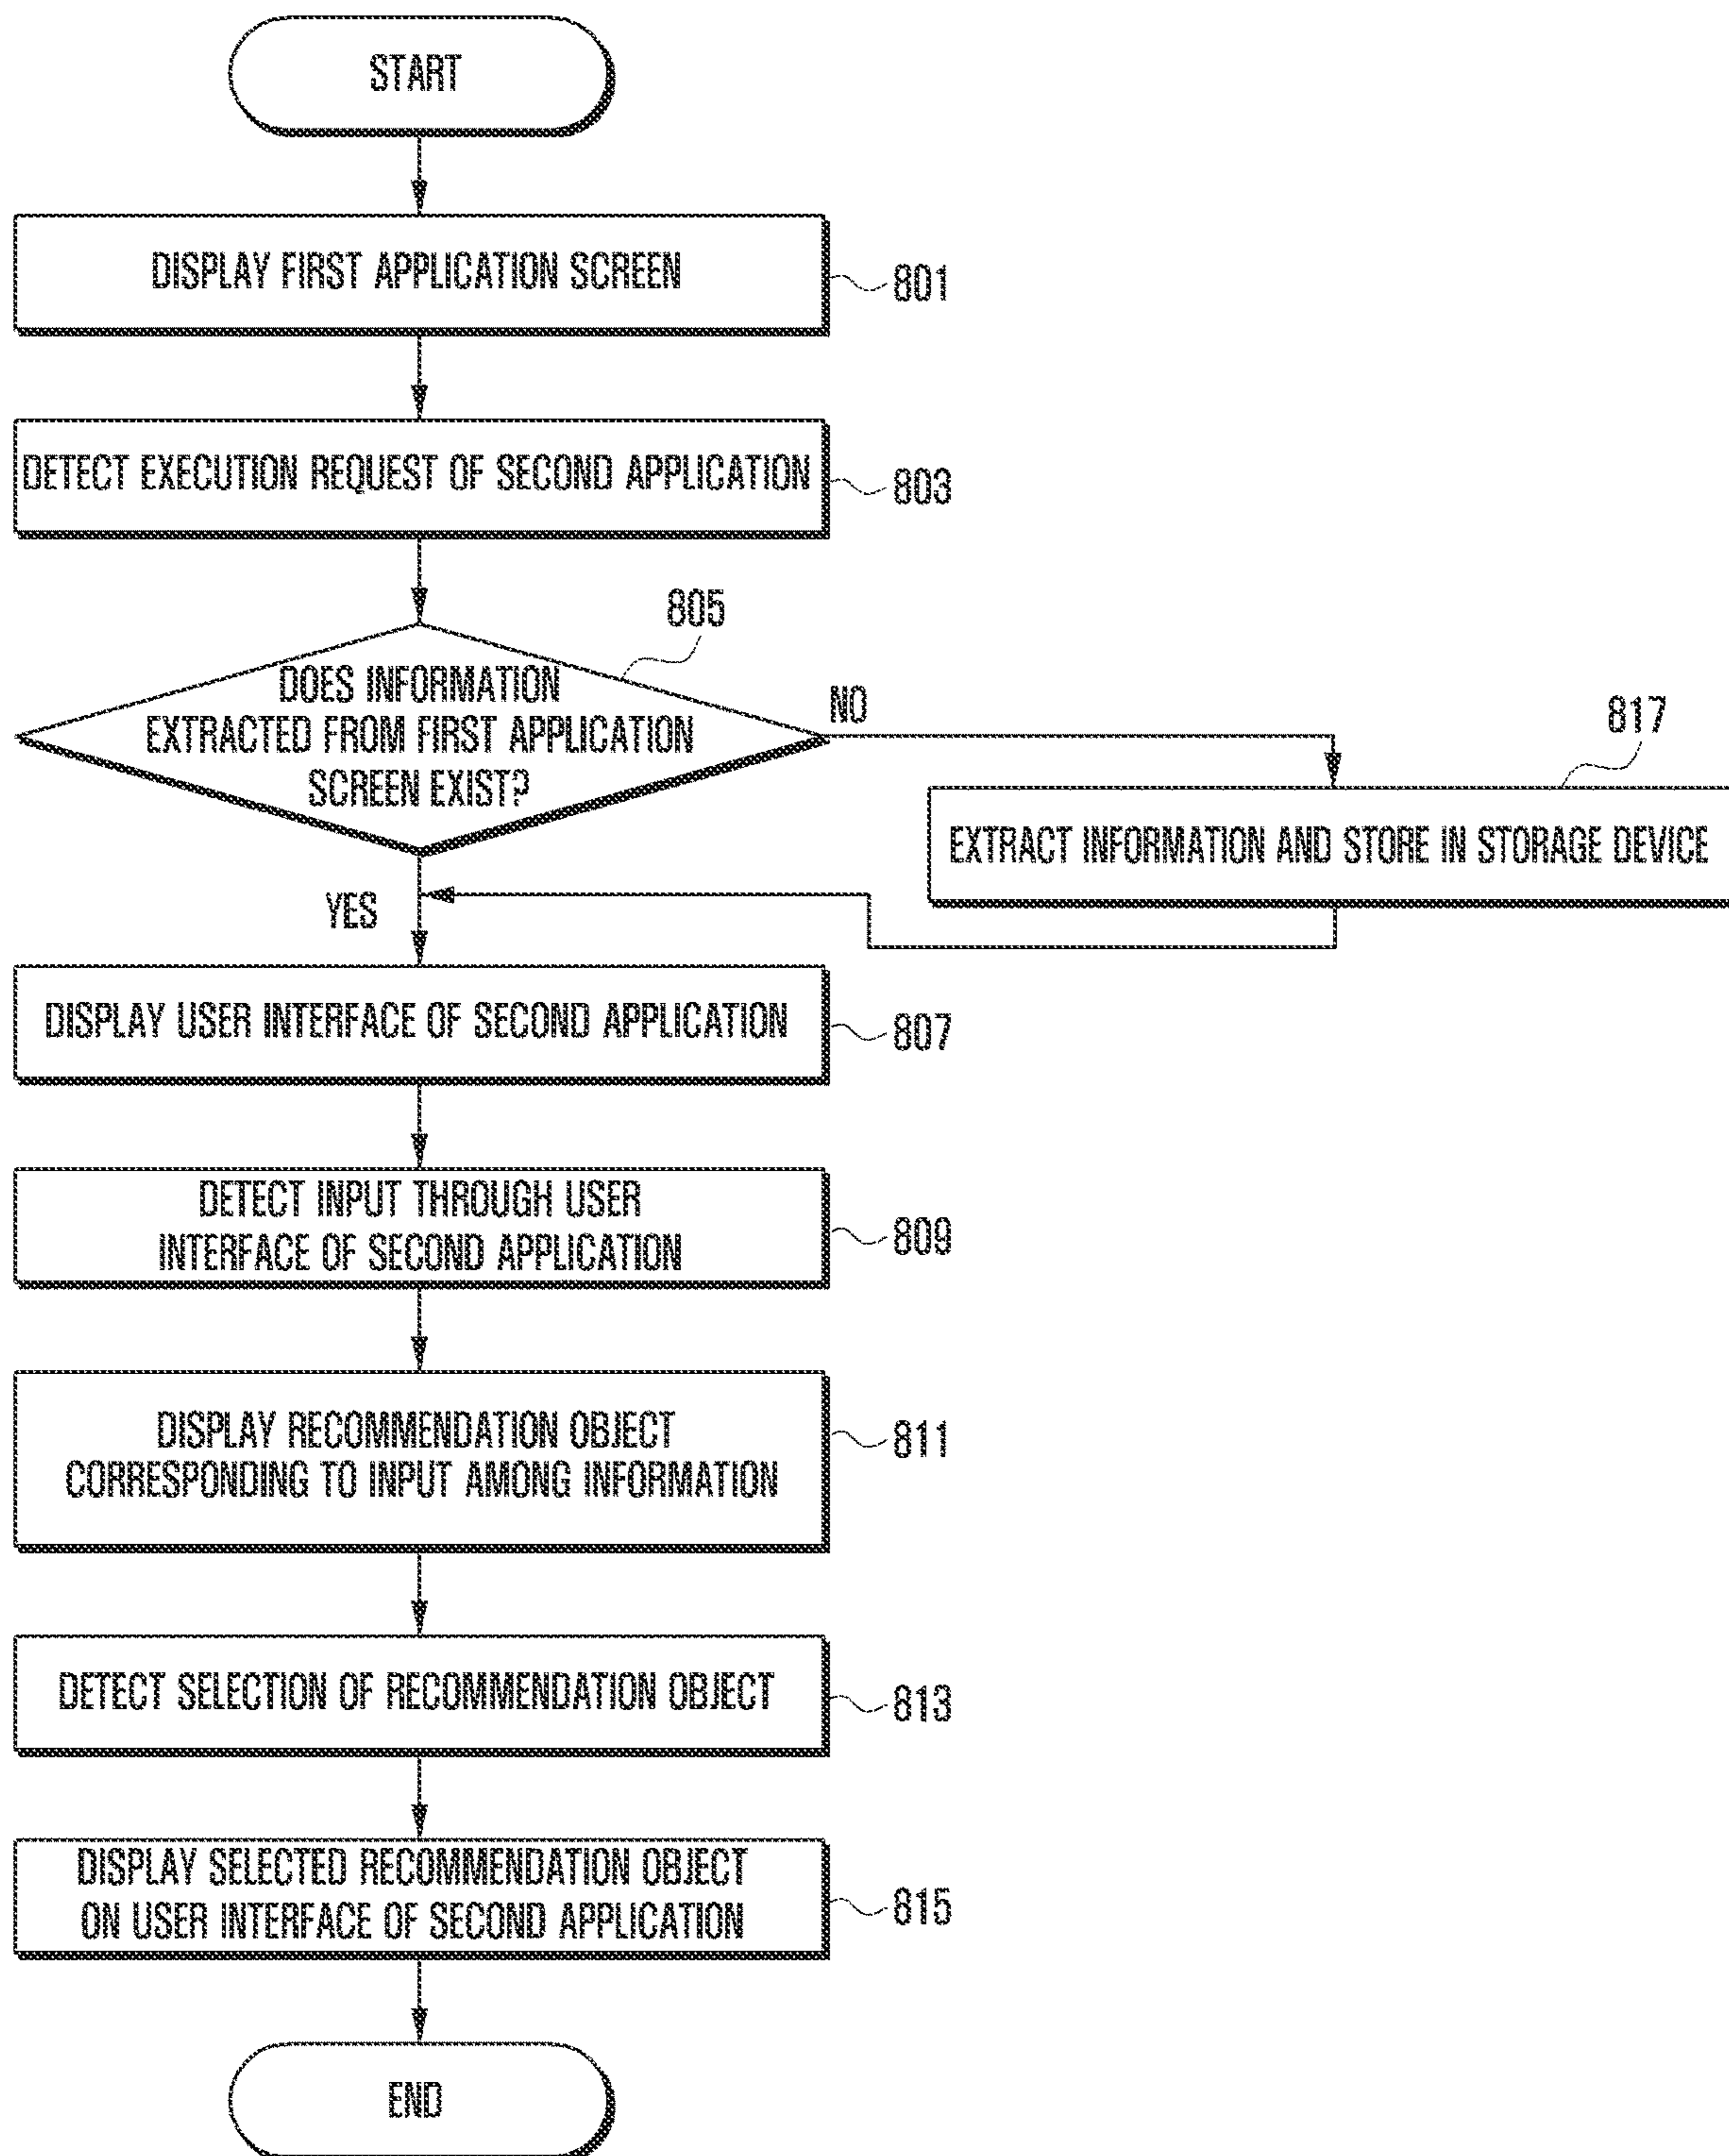 START
DISPLAY FIRST APPLICATION SCREEN
801
DETECT EXECUTION REQUEST OF SECOND APPLICATION
803
805
DOES INFORMATION
EXTRACTED FROM FIRST APPLICATION
SCREEN EXIST?
NO
817
EXTRACT INFORMATION AND STORE IN STORAGE DEVICE
YES
DISPLAY USER INTERFACE OF SECOND APPLICATION
807
DETECT INPUT THROUGH USER
INTERFACE OF SECOND APPLICATION
809
DISPLAY RECOMMENDATION OBJECT
CORRESPONDING TO INPUT AMONG INFORMATION
811
DETECT SELECTION OF RECOMMENDATION OBJECT
813
DISPLAY SELECTED RECOMMENDATION OBJECT
ON USER INTERFACE OF SECOND APPLICATION
815
END